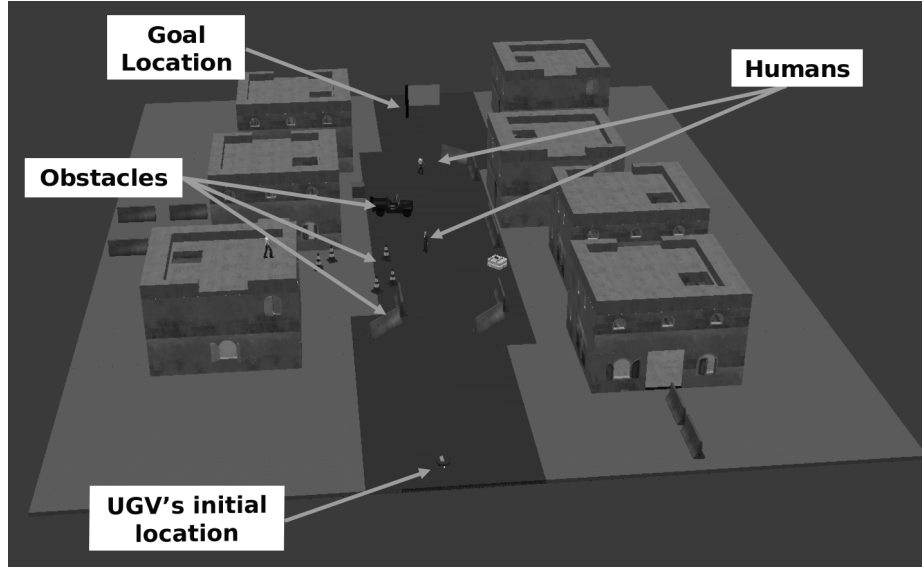 Goal
Location
Humans
Obstacles
UGV's initial
location